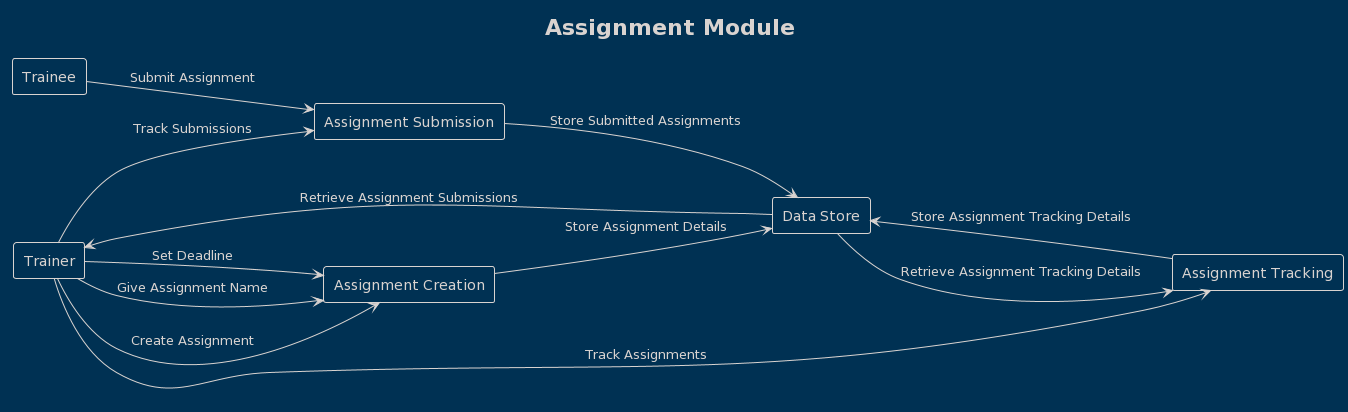 Assignment Module
Trainee
Submit Assignment
Assignment Submission
Track Submissions
Store Submitted Assignments
Retrieve Assignment Submissions
Data Store
Store Assignment Tracking Details
Store Assignment Details
Trainer
Set Deadline
Assignment Creation
Retrieve Assignment Tracking Details
Assignment Tracking
Give Assignment Name
Create Assignment
Track Assignments